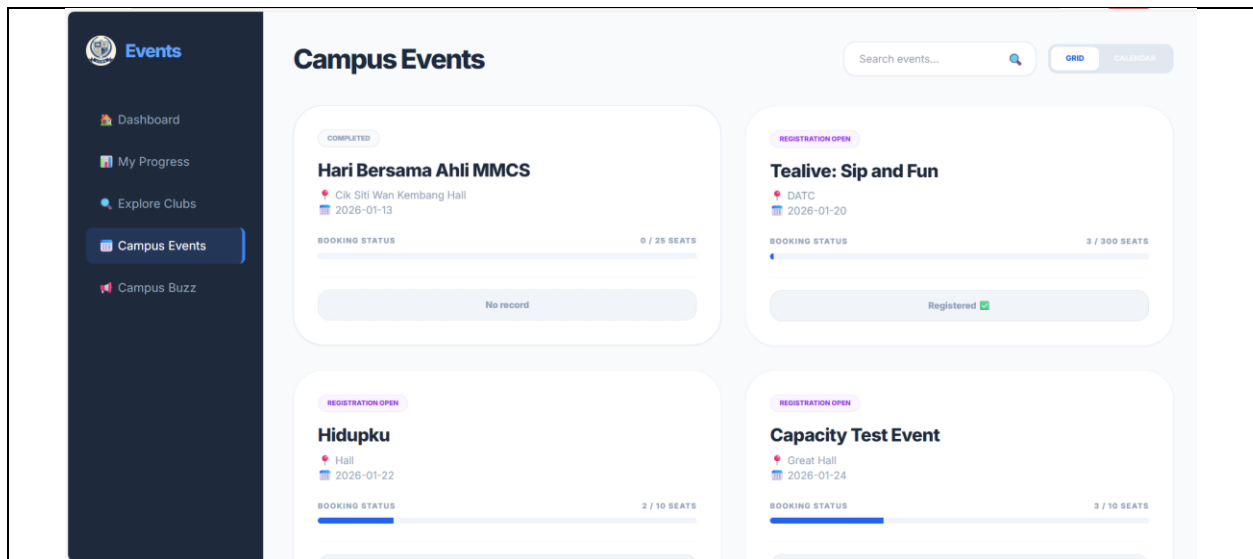 Events
Dashboard
My Progress
Explore Clubs
Campus Events
Campus Buzz
Campus Events
Search events...
GRID
CALENDAR
COMPLETED
Hari Bersama Ahli MMCS
Cik Siti Wan Kembang Hall
2026-01-13
BOOKING STATUS
0 / 25 SEATS
No record
REGISTRATION OPEN
Tealive: Sip and Fun
DATC
2026-01-20
BOOKING STATUS
3 / 300 SEATS
Registered ✅
REGISTRATION OPEN
Hidupku
Hall
2026-01-22
BOOKING STATUS
2 / 10 SEATS
REGISTRATION OPEN
Capacity Test Event
Great Hall
2026-01-24
BOOKING STATUS
3 / 10 SEATS